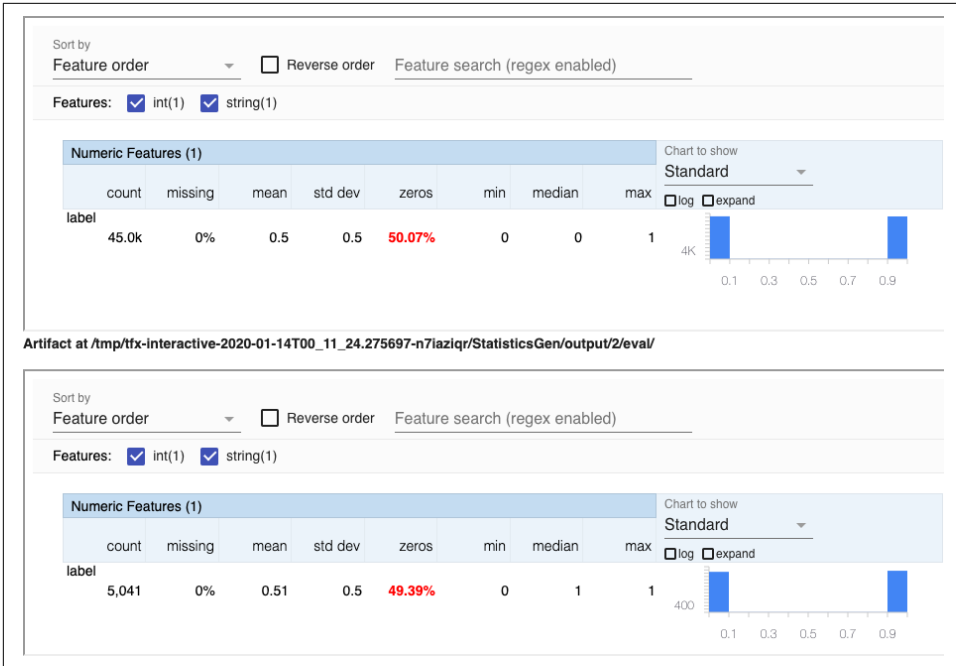 Sort by
Feature order Reverse order Feature search (regex enabled)
Features: int(1) string(1)
Numeric Features (1) Chart to show
Standard
count missing mean std dev zeros min median max
log expand
label
45.0k 0% 0.5 0.5 50.07% 0 0 1
4K
0.1 0.3 0.5 0.7 0.9
Artifact at /tmp/tfx-interactive-2020-01-14T00_11_24.275697-n7iaziqr/StatisticsGen/output/2/eval/
Sort by
Feature order Reverse order Feature search (regex enabled)
Features: int(1) string(1)
Numeric Features (1) Chart to show
Standard
count missing mean std dev zeros min median max
log expand
label
5,041 0% 0.51 0.5 49.39% 0 1 1
400
0.1 0.3 0.5 0.7 0.9